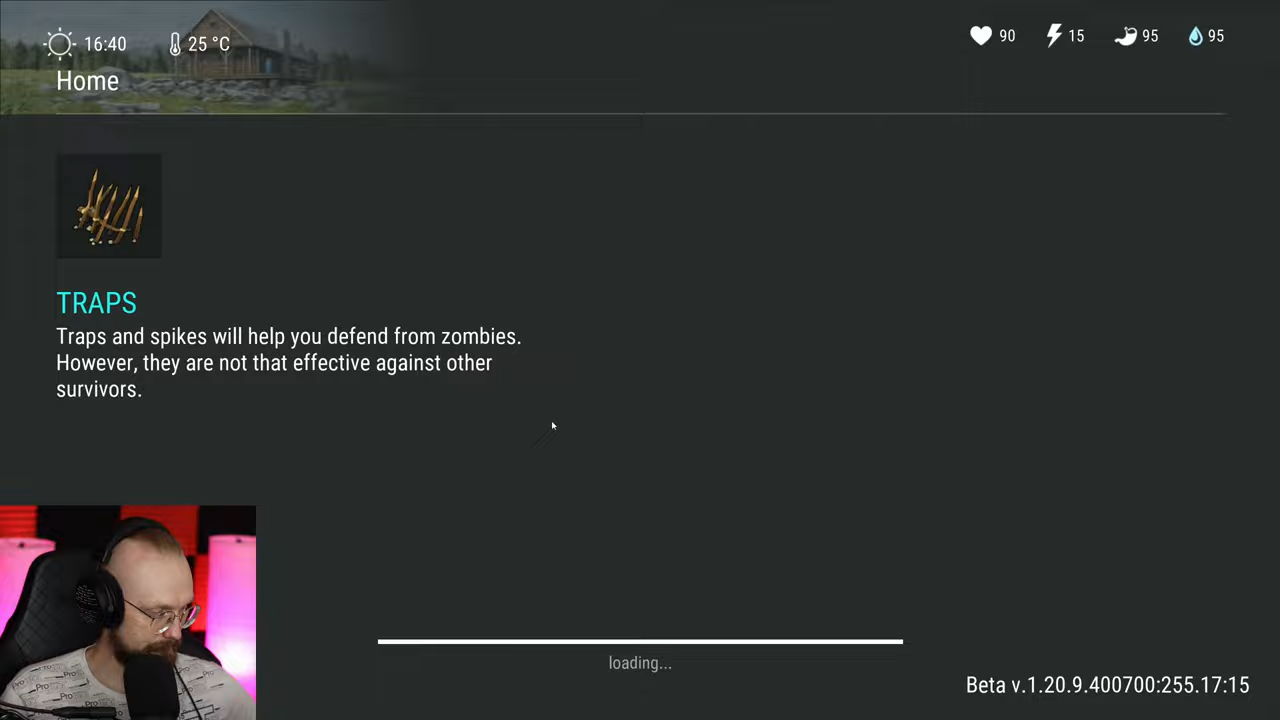 16:40 25 °C 90 15 95 95
Home
TRAPS
Traps and spikes will help you defend from zombies.
However, they are not that effective against other
survivors.
loading...
Beta v.1.20.9.400700:255.17:15